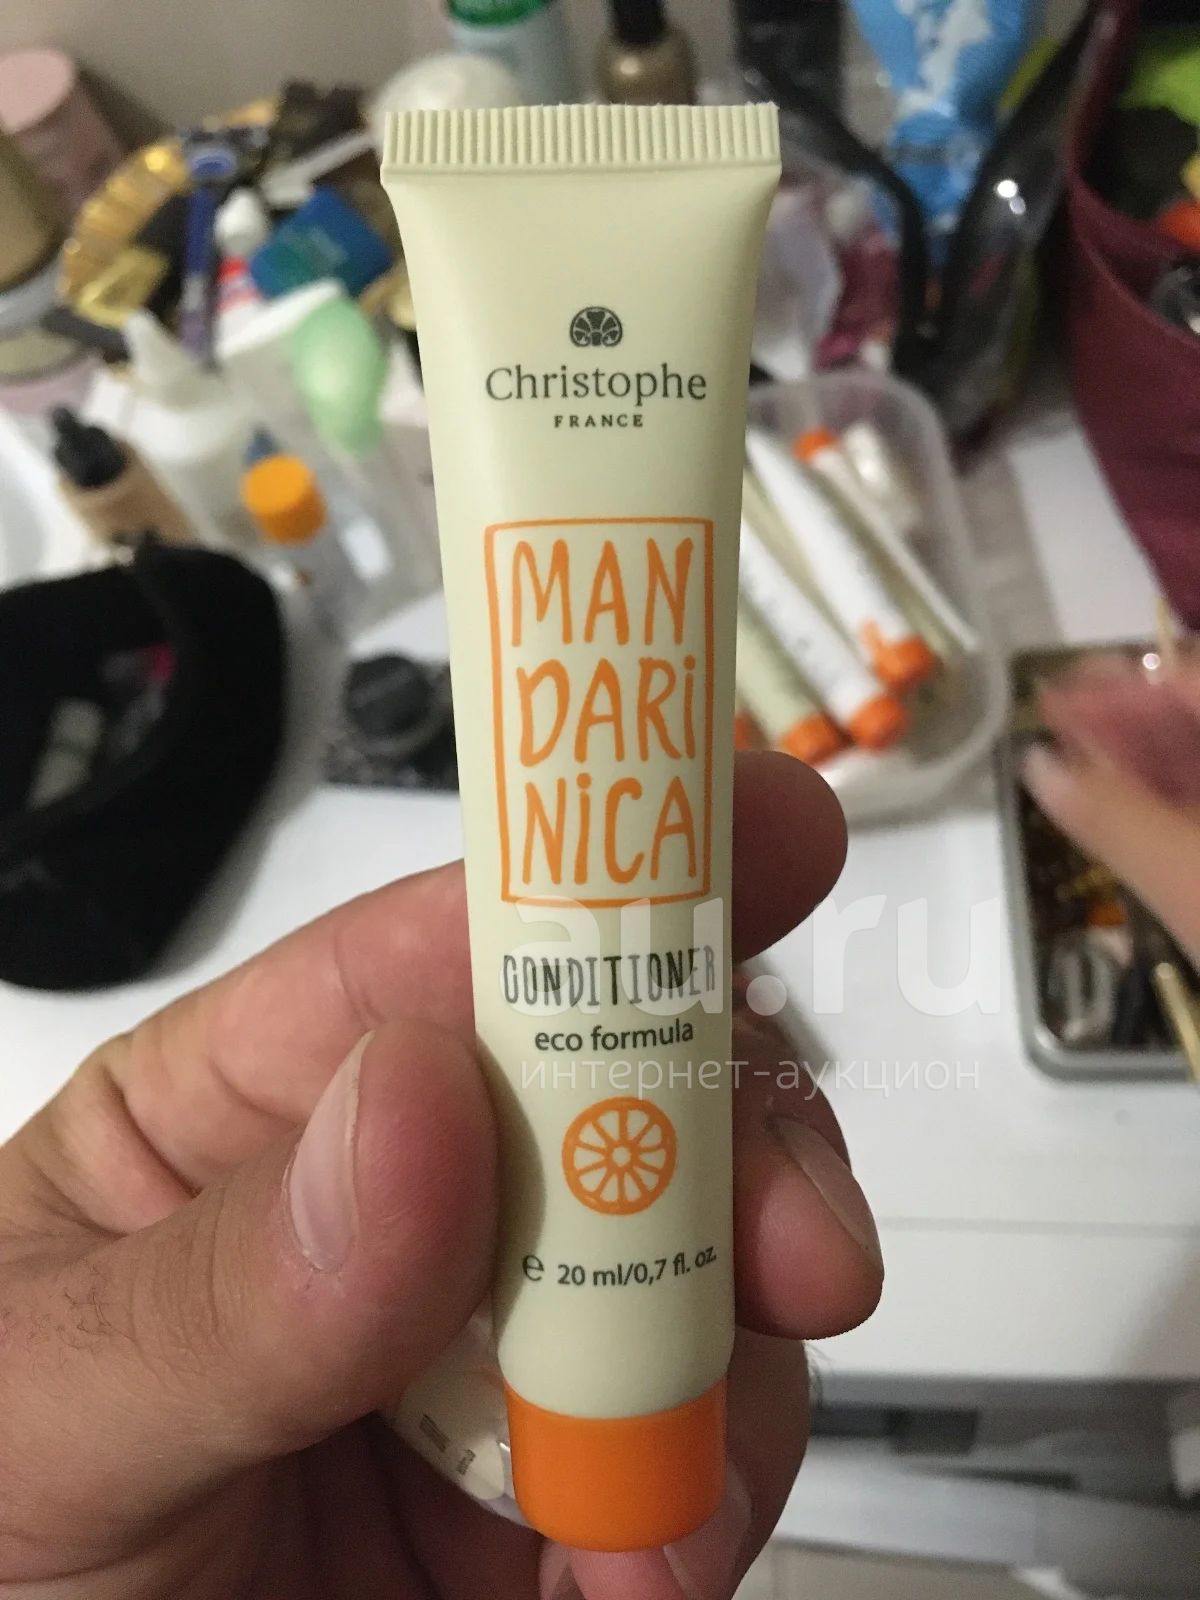 Christophe
FRANCE
MAN
DARi
NiCA
CONDITIONER
au.ru
eco formula
интернет-аукцион
e 20 ml/0,7 fl. oz.